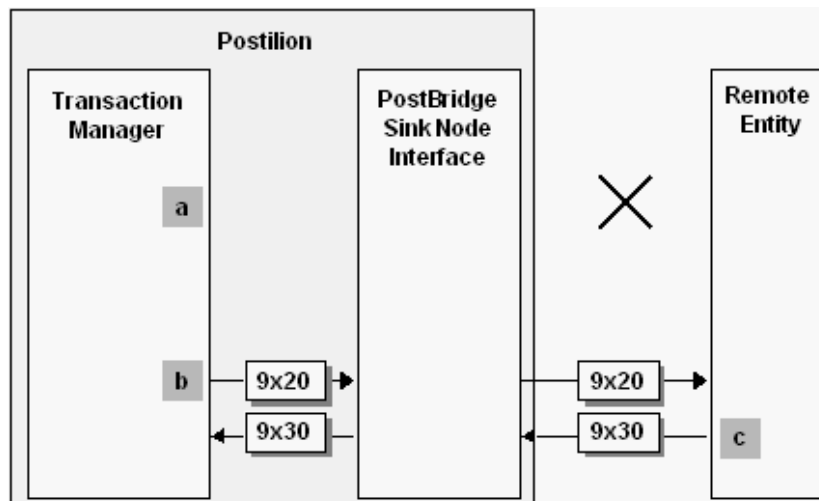 Postilion
Transaction
Manager
PostBridge
Sink Node
Interface
Remote
Entity
a
b
9x20
9x20
9x30
9x30
c